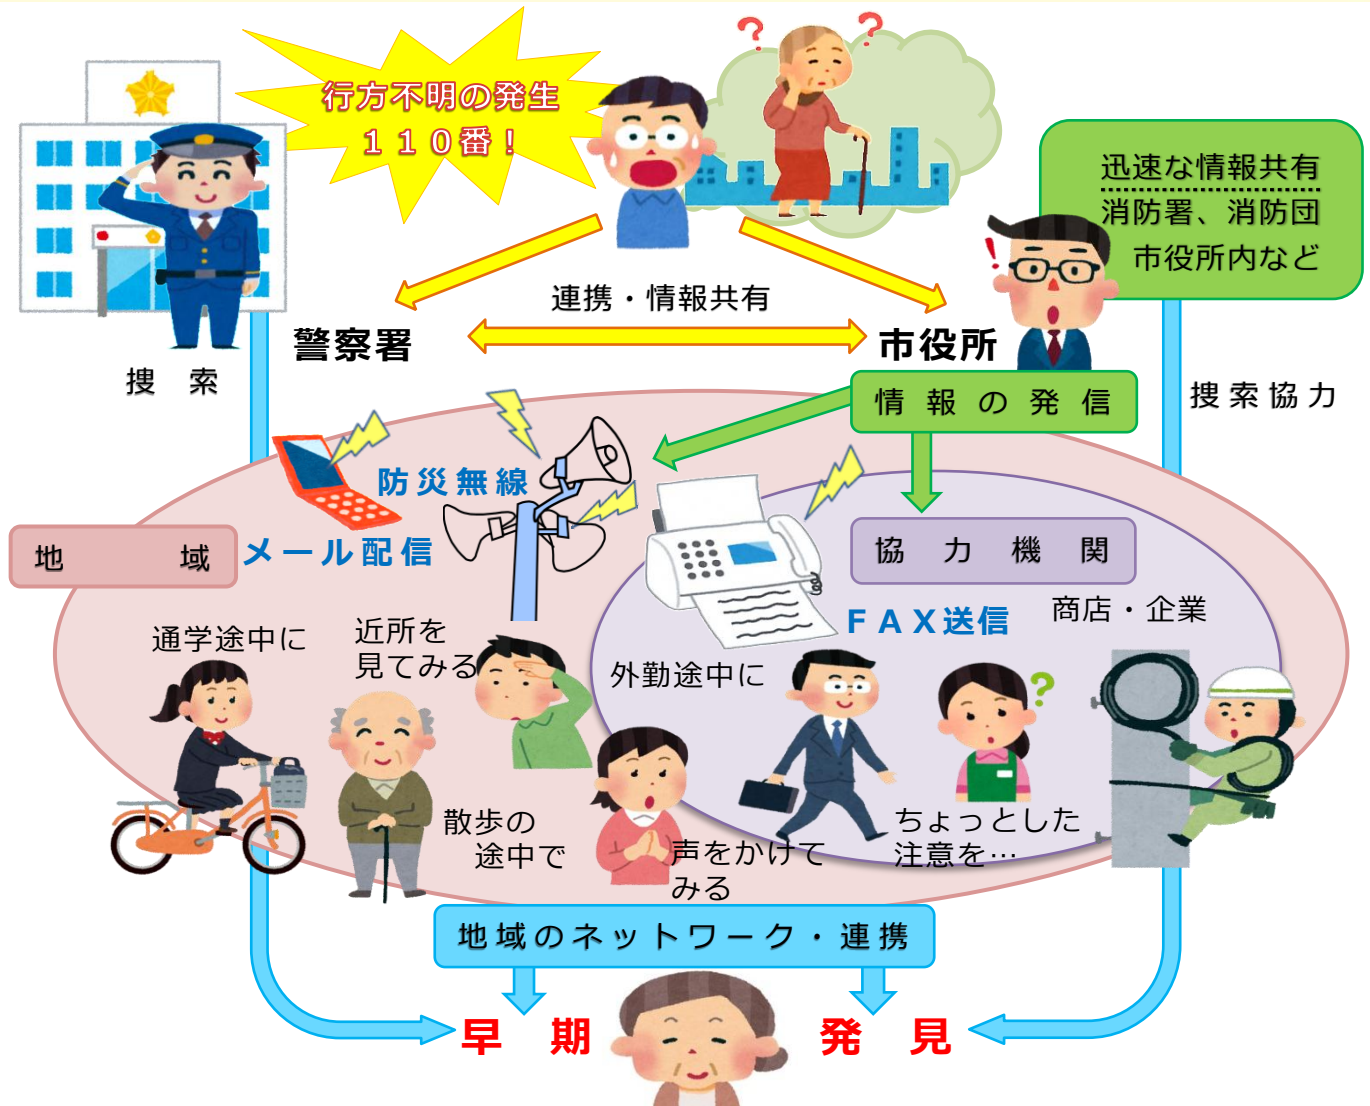 行方不明の発生
１１０番！
迅速な情報共有
消防署、消防団
市役所内など
連携・情報共有
警察署
市役所
捜　索
情報の発信
捜索協力
防災無線
メール配信
地　域
協力機関
ＦＡＸ送信
商店・企業
通学途中に
近所を
見てみる
外勤途中に
散歩の
途中で
声をかけて
みる
ちょっとした
注意を…
地域のネットワーク・連携
早　期　発　見